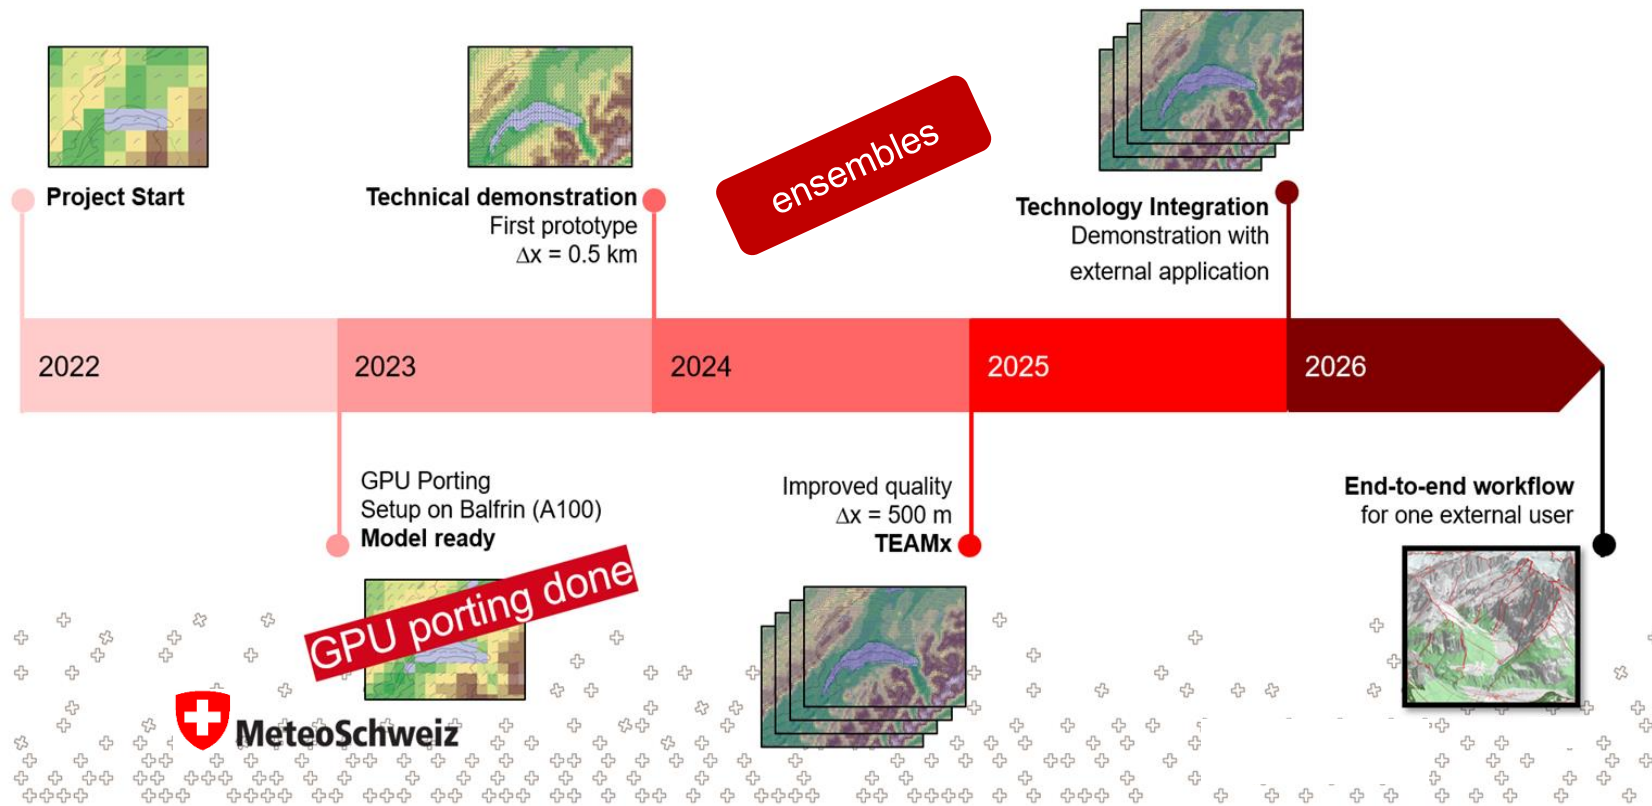 Project Start
Technical demonstration
First prototype
Δx = 0.5 km
ensembles
Technology Integration
Demonstration with
external application
2022
2023
2024
2025
2026
GPU Porting
Setup on Balfrin (A100)
Model ready
GPU porting done
Improved quality
Δx = 500 m
TEAMx
End-to-end workflow
for one external user
MeteoSchweiz